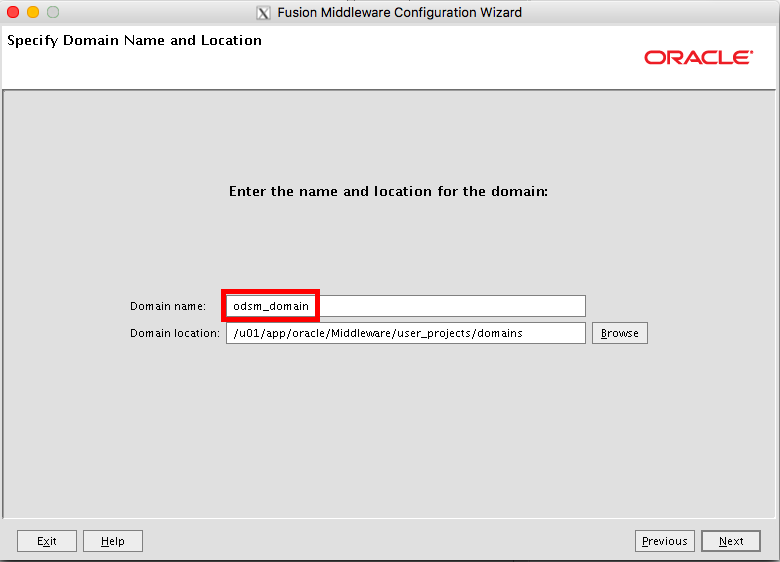 Fusion Middleware Configuration Wizard
Specify Domain Name and Location
ORACLE
Enter the name and location for the domain:
Domain name: odsm_domain
Domain location: /u01/app/oracle/Middleware/user_projects/domains Browse
Exit Help Previous Next